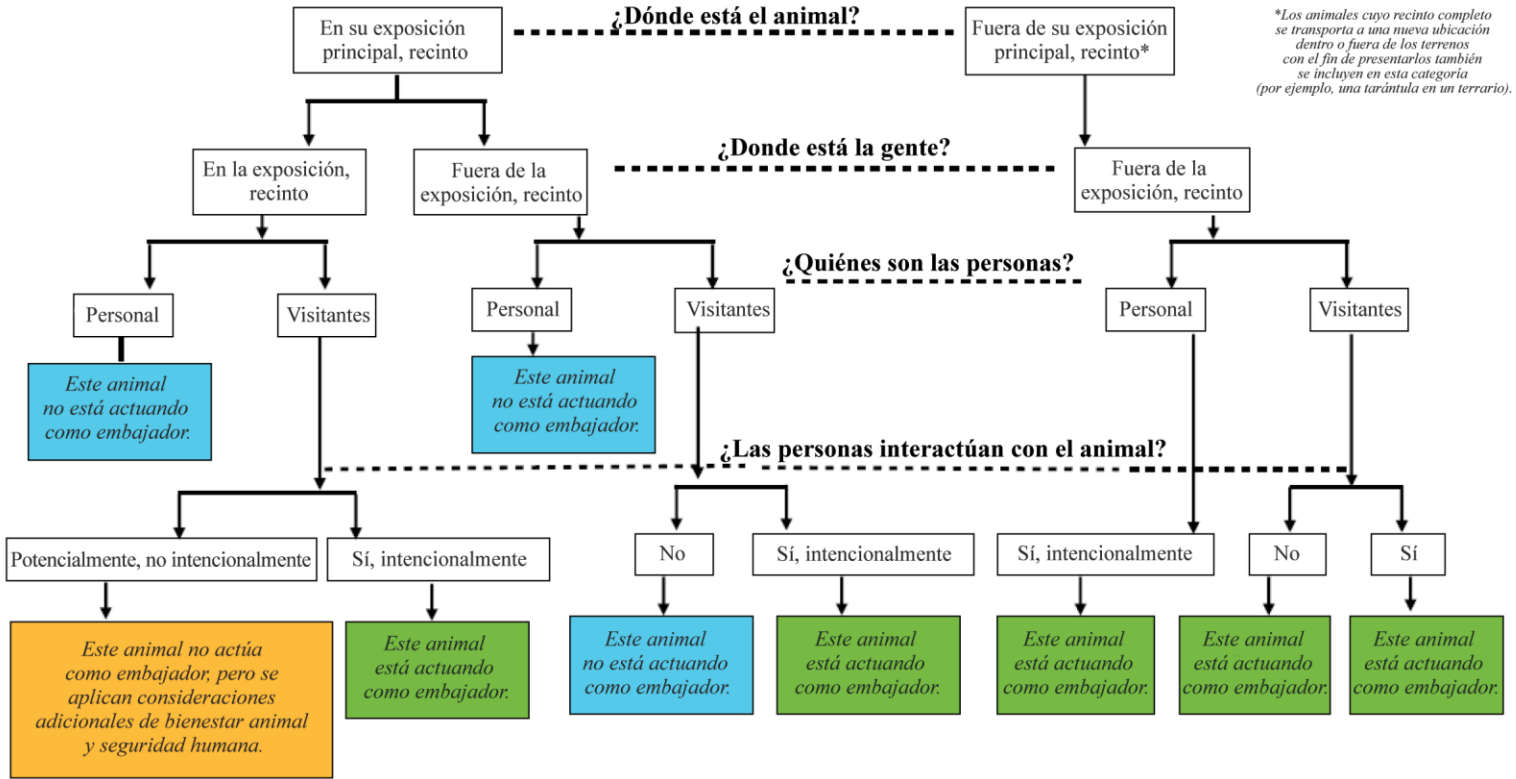 ¿Dónde está el animal?
En su exposición
principal, recinto
Fuera de su exposición
principal, recinto*
*Los animales cuyo recinto completo
se transporta a una nueva ubicación
dentro o fuera de los terrenos
con el fin de presentarlos también
se incluyen en esta categoría
(por ejemplo, una tarántula en un terrario).
¿Donde está la gente?
En la exposición,
recinto
Fuera de la
exposición, recinto
Fuera de la
exposición, recinto
¿Quiénes son las personas?
Personal
Visitantes
Personal
Visitantes
Personal
Visitantes
Este animal
no está actuando
como embajador.
Este animal
no está actuando
como embajador.
¿Las personas interactúan con el animal?
Potencialmente, no intencionalmente
Sí, intencionalmente
No
Sí, intencionalmente
Sí, intencionalmente
No
Sí
Este animal no actúa
como embajador, pero se
aplican consideraciones
adicionales de bienestar animal
y seguridad humana.
Este animal
está actuando
como embajador.
Este animal
no está actuando
como embajador.
Este animal
está actuando
como embajador.
Este animal
está actuando
como embajador.
Este animal
está actuando
como embajador.
Este animal
está actuando
como embajador.